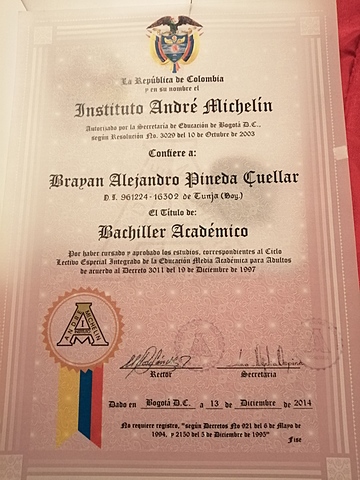 La República de Colombia
y en su nombre el
Instituto André Michelín
Autorizado por la Secretaría de Educación de Bogotá D.C.,
según Resolución No. 3029 del 10 de Octubre de 2003
Confiere a:
Brayan Alejandro Pineda Cuellar
D.I. 961224-16302 de Tunja (Boy.)
El Título de:
Bachiller Académico
Por haber cursado y aprobado los estudios, correspondientes al Ciclo
Lectivo Especial Integrado de la Educación Media Académica para Adultos
de acuerdo al Decreto 3011 del 19 de Diciembre de 1997
ANDRE MICHELIN
Rector
Secretaria
Dado en Bogotá D.C. a 13 de Diciembre de 2014
No requiere registro, "según Decretos No 921 del 6 de Mayo de
1994, y 2150 del 5 de Diciembre de 1995"